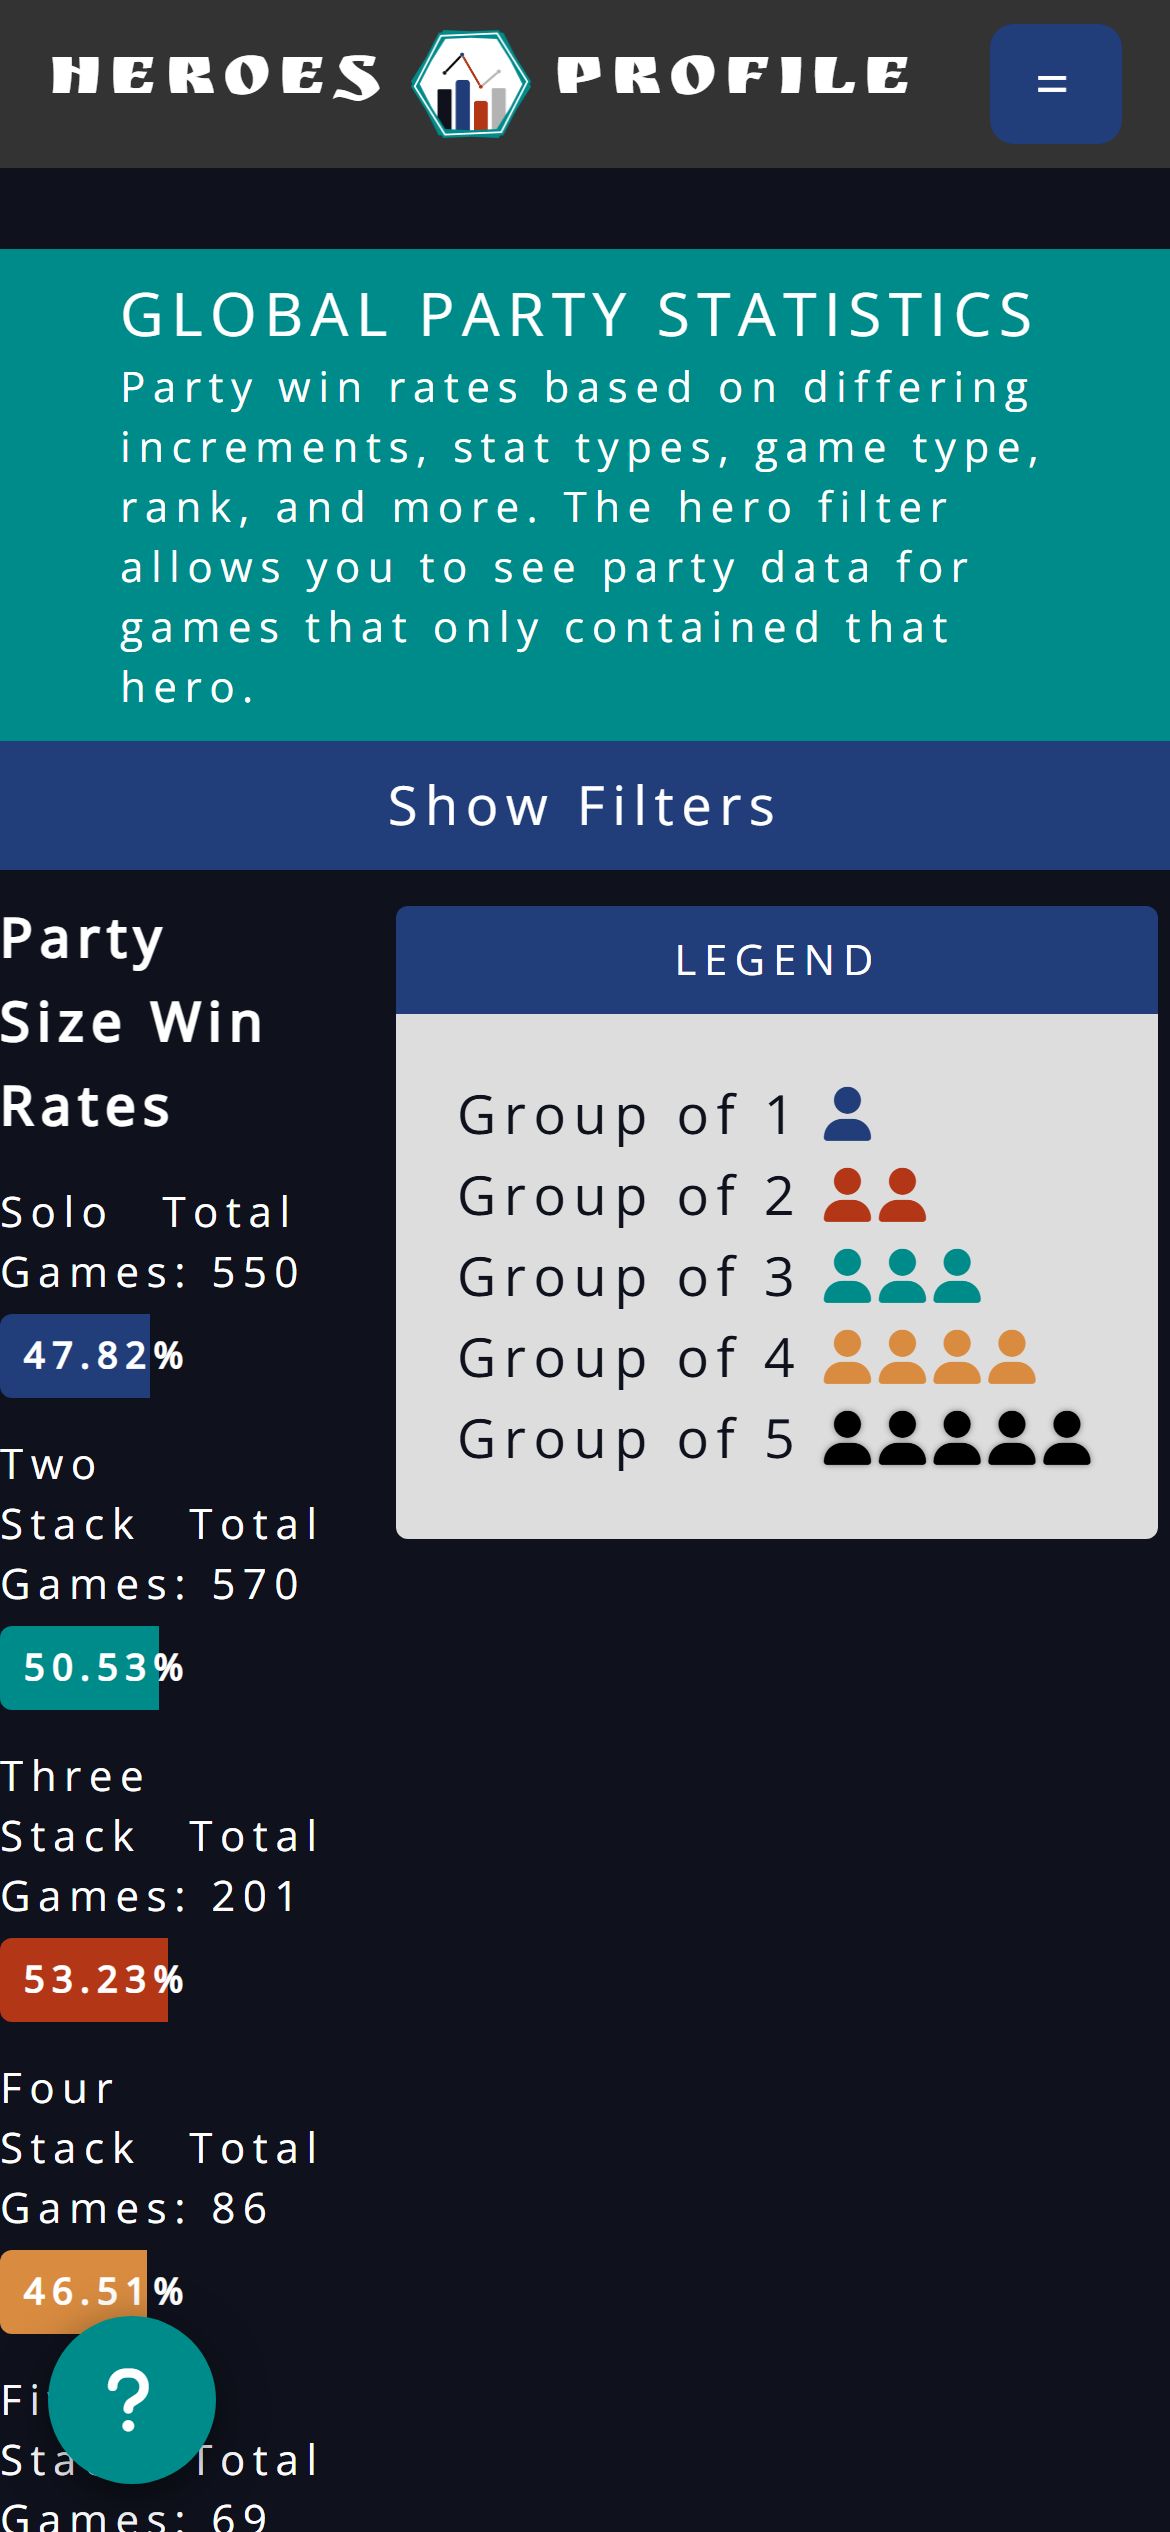 HEROES PROFILE
=
GLOBAL PARTY STATISTICS
Party win rates based on differing
increments, stat types, game type,
rank, and more. The hero filter
allows you to see party data for
games that only contained that
hero.
Show Filters
Party
Size Win
Rates
Solo Total
Games: 550
47.82%
Two
Stack Total
Games: 570
50.53%
Three
Stack Total
Games: 201
53.23%
Four
Stack Total
Games: 86
46.51%
?
Total
Games: 69
LEGEND
Group of 1
Group of 2
Group of 3
Group of 4
Group of 5